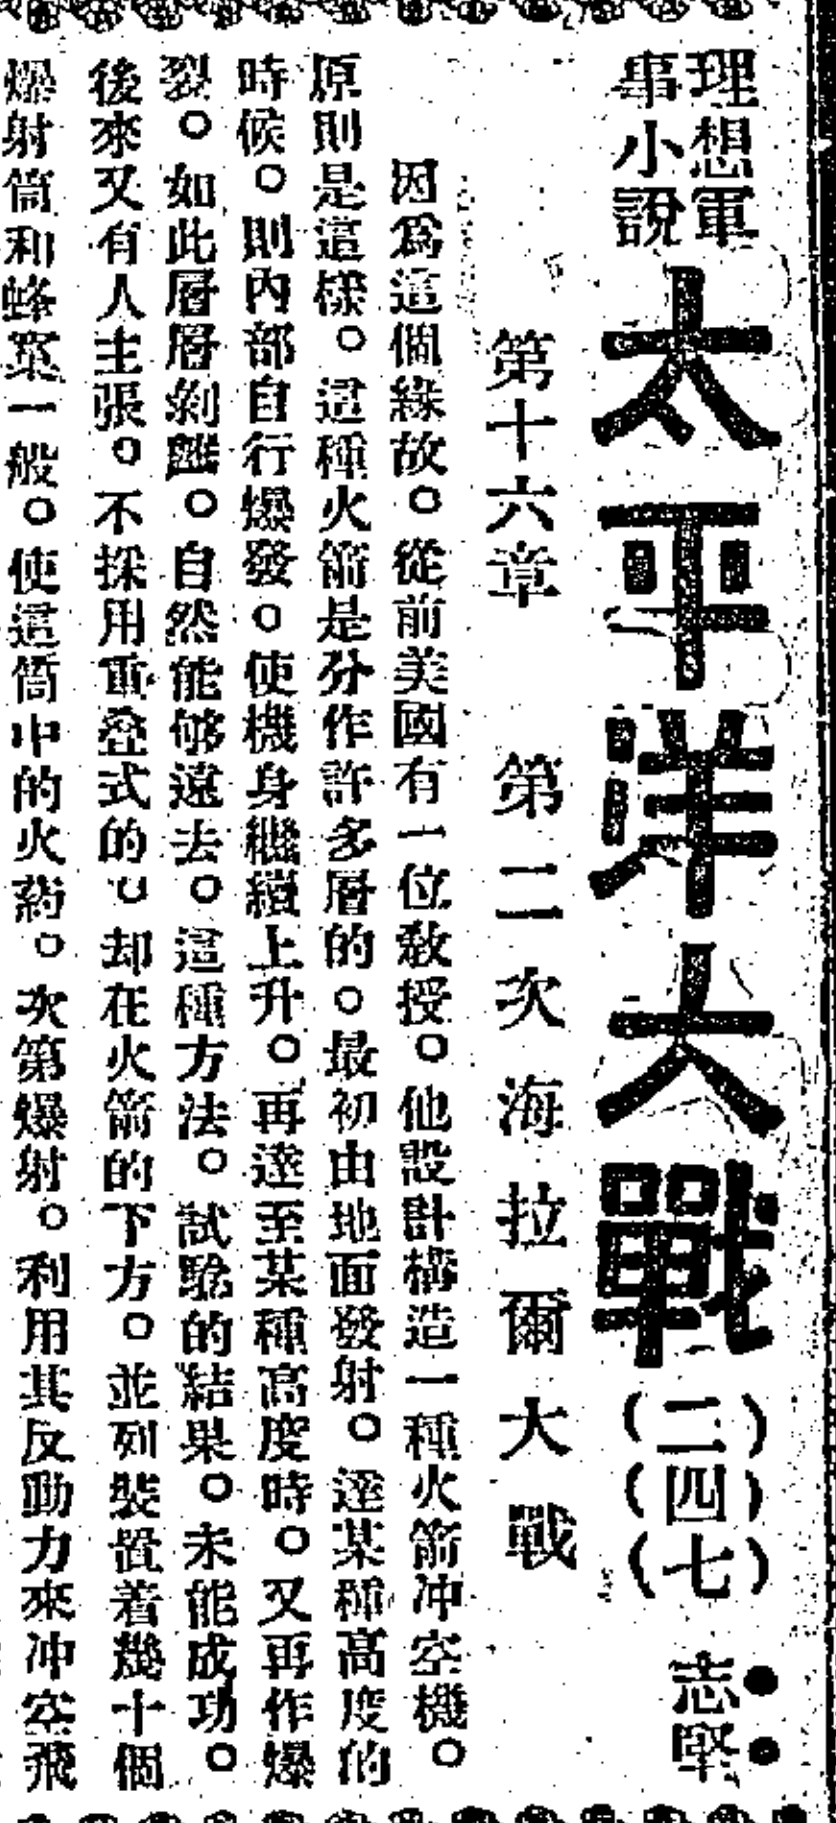 理想軍
事小說
太平洋大戰
(二)(四)(七)
●●
志堅
第十六章 第二次海拉爾大戰
因爲這個緣故。從前美國有一位敎授。他設計構造一種火箭冲空機。
原則是這樣。這種火箭是分作許多層的。最初由地面發射。達某種高度的
時候。則內部自行爆發。使機身繼續上升。再達至某種高度時。又再作爆
裂。如此層層剝離。自然能够遠去。這種方法。試驗的結果。未能成功。
後來又有人主張。不採用重叠式的。却在火箭的下方。並列裝置着幾十個
爆射筒和蜂窠一般。使這筒中的火葯。次第爆射。利用其反動力來冲空飛